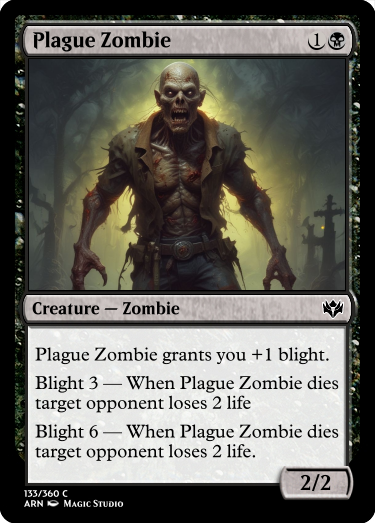 Plague Zombie 1
Creature — Zombie
Plague Zombie grants you +1 blight.
Blight 3 — When Plague Zombie dies
target opponent loses 2 life
Blight 6 — When Plague Zombie dies
target opponent loses 2 life.
2/2
133/360 C
ARN Magic Studio